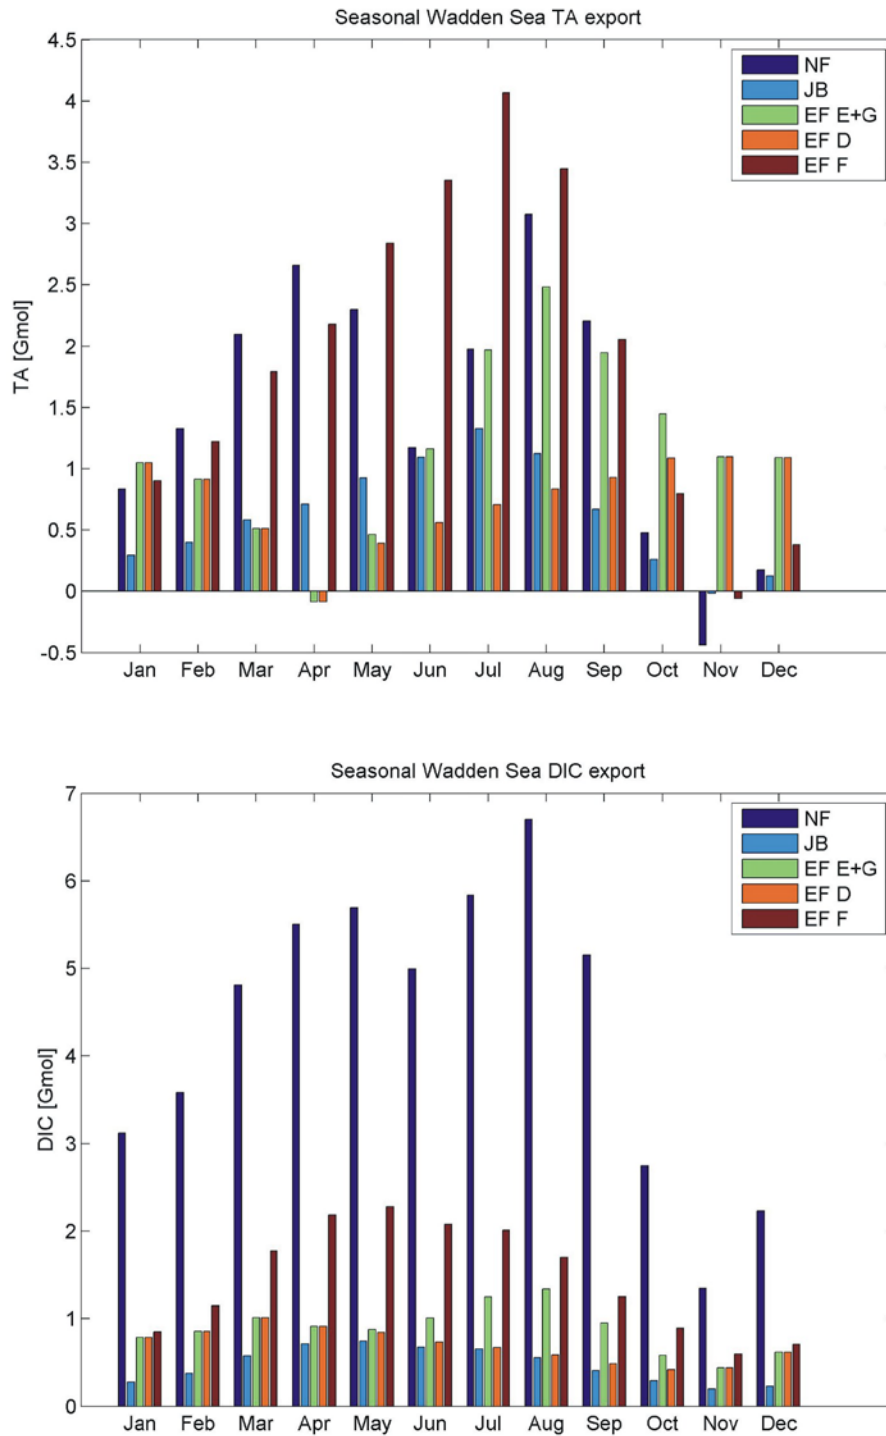 Seasonal Wadden Sea TA export
4.5
4
3.5
3
2.5
2
1.5
1
0.5
0
-0.5
TA [Gmol]
NF
JB
EF E+G
EF D
EF F
Jan Feb Mar Apr May Jun Jul Aug Sep Oct Nov Dec
Seasonal Wadden Sea DIC export
7
6
5
4
3
2
1
0
DIC [Gmol]
NF
JB
EF E+G
EF D
EF F
Jan Feb Mar Apr May Jun Jul Aug Sep Oct Nov Dec